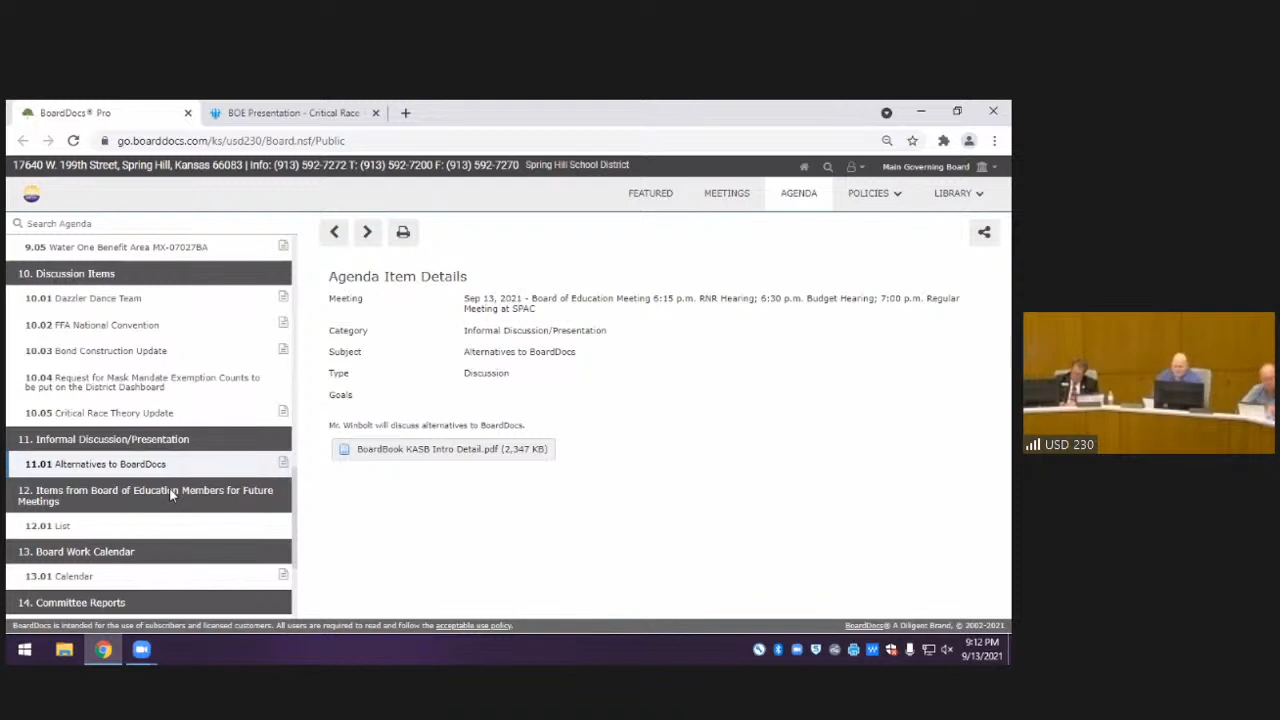 BoardDocs® Pro
BOE Presentation - Critical Race
go.boarddocs.com/ks/usd230/Board.nsf/Public
17640 W. 199th Street, Spring Hill, Kansas 66083 | Info: (913) 592-7272 T: (913) 592-7200 F: (913) 592-7270 Spring Hill School District
Main Governing Board
FEATURED MEETINGS AGENDA POLICIES LIBRARY
Search Agenda
9.05 Water One Benefit Area MX-07027BA
10. Discussion Items
10.01 Dazzler Dance Team
10.02 FFA National Convention
10.03 Bond Construction Update
10.04 Request for Mask Mandate Exemption Counts to
be put on the District Dashboard
10.05 Critical Race Theory Update
11. Informal Discussion/Presentation
11.01 Alternatives to BoardDocs
12. Items from Board of Education Members for Future
Meetings
12.01 List
13. Board Work Calendar
13.01 Calendar
14. Committee Reports
Agenda Item Details
Meeting Sep 13, 2021 - Board of Education Meeting 6:15 p.m. RNR Hearing; 6:30 p.m. Budget Hearing; 7:00 p.m. Regular
Meeting at SPAC
Category Informal Discussion/Presentation
Subject Alternatives to BoardDocs
Type Discussion
Goals
Mr. Winbolt will discuss alternatives to BoardDocs.
BoardBook KASB Intro Detail.pdf (2,347 KB)
BoardDocs is intended for the use of subscribers and licensed customers. All users are required to read and follow the acceptable use policy.
BoardDocs® A Diligent Brand, © 2002-2021
9:12 PM
9/13/2021
USD 230